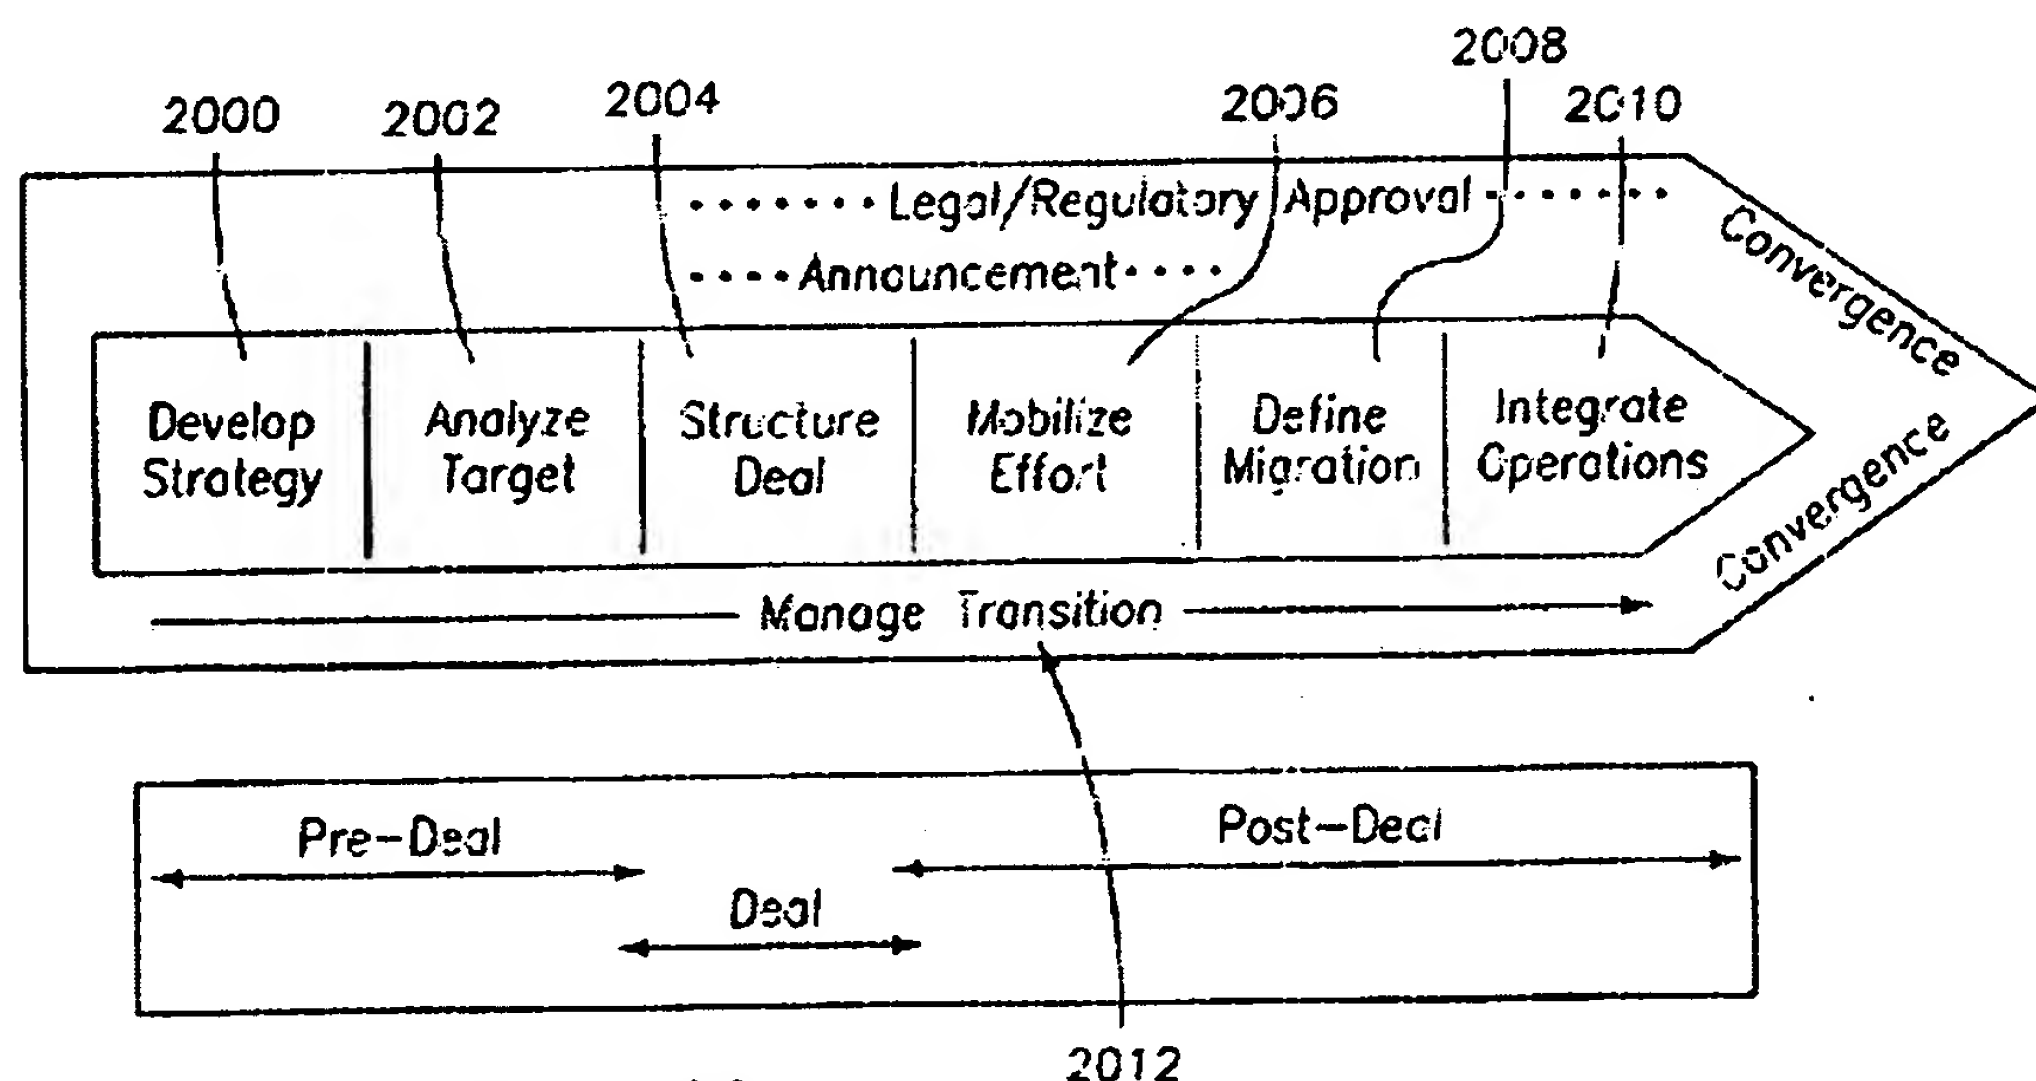 2008
2000 2002 2004 2006 2010
Legal/Regulatory Approval
Announcement
Convergence
Develop Strategy
Analyze Target
Structure Deal
Mobilize Effort
Define Migration
Integrate Operations
Convergence
Manage Transition
Pre-Deal
Post-Deal
Deal
2012